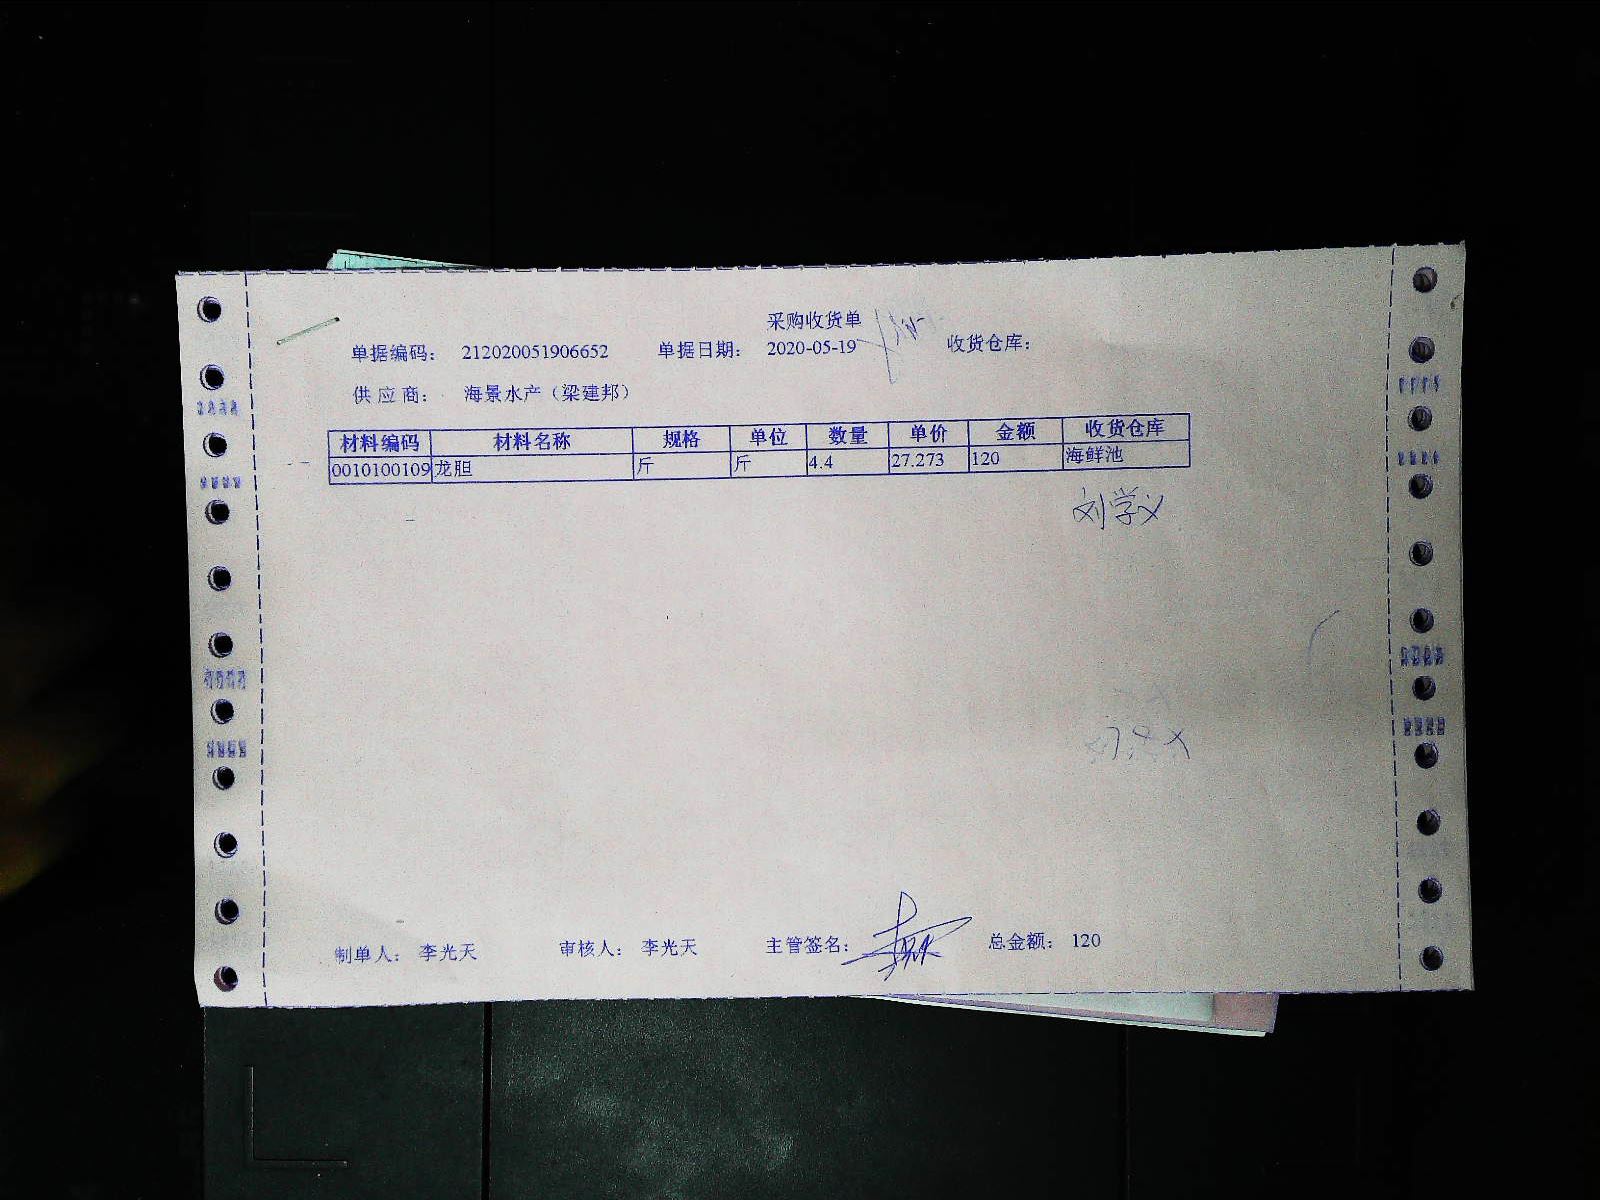 采购收货单
单据编码： 212020051906652 单据日期： 2020-05-19 收货仓库：
供应商： 海景水产（梁建邦）
材料编码 材料名称 规格 单位 数量 单价 金额 收货仓库
0010100109 龙胆 斤 斤 4.4 27.273 120 海鲜池
刘学义
制单人： 李光天 审核人： 李光天 主管签名： 总金额： 120